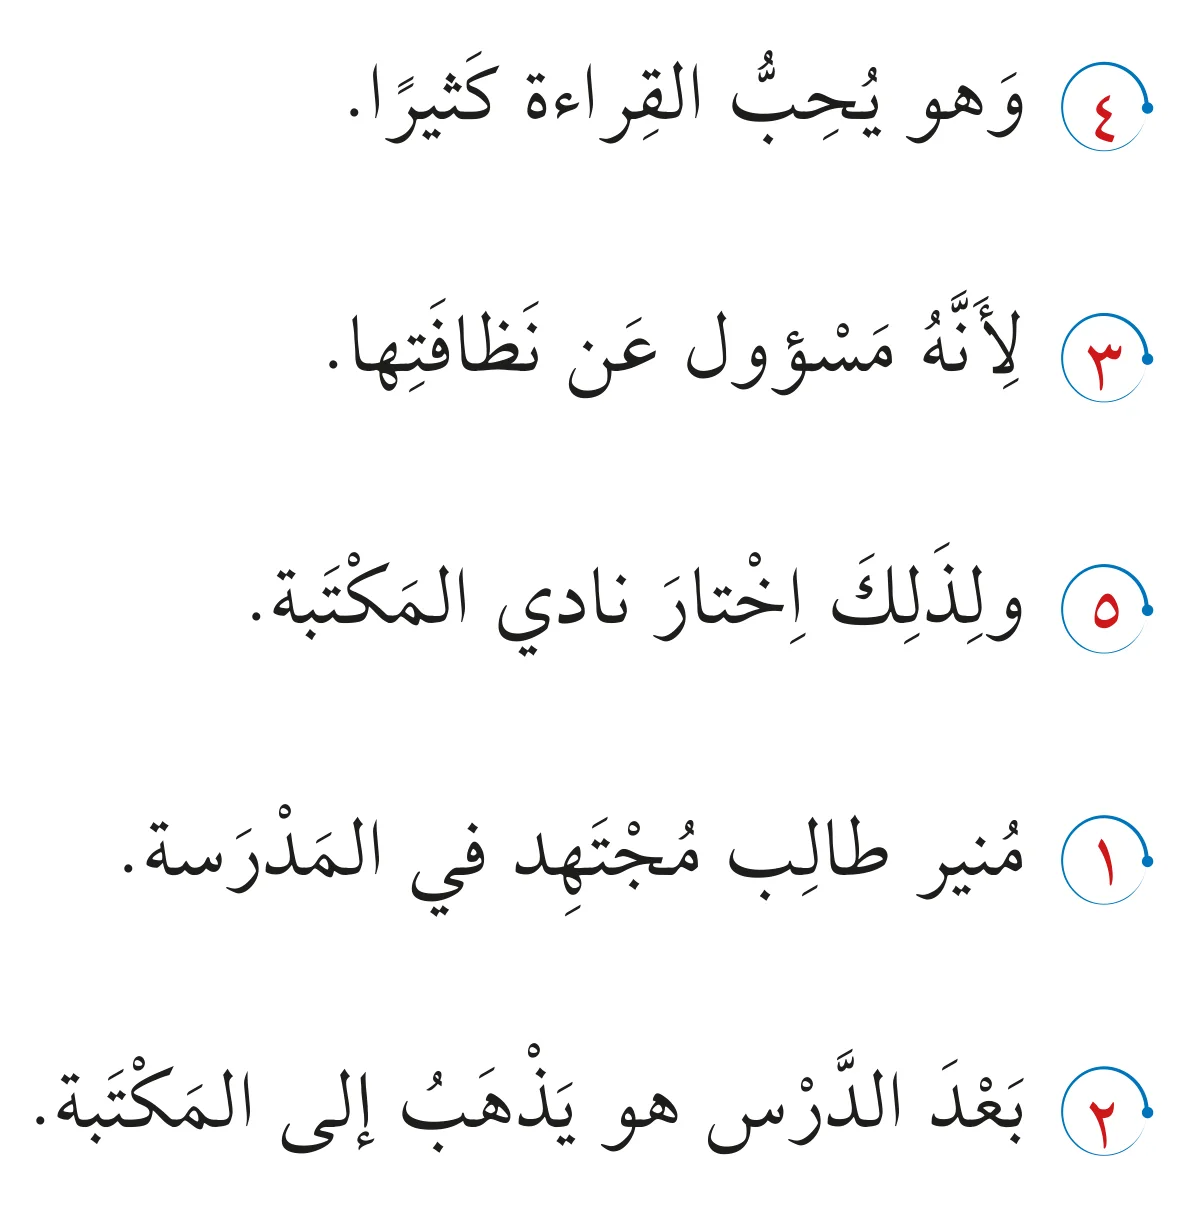 ٤ وَهو يُحِبُّ القِراءة كَثيرًا.
٣ لِأَنَّهُ مَسْؤول عَن نَظافَتِها.
٥ ولِذَلِكَ اِخْتارَ نادي المَكْتَبة.
١ مُنير طالِب مُجْتَهِد في المَدْرَسة.
٢ بَعْدَ الدَّرْس هو يَذْهَبُ إلى المَكْتَبة.